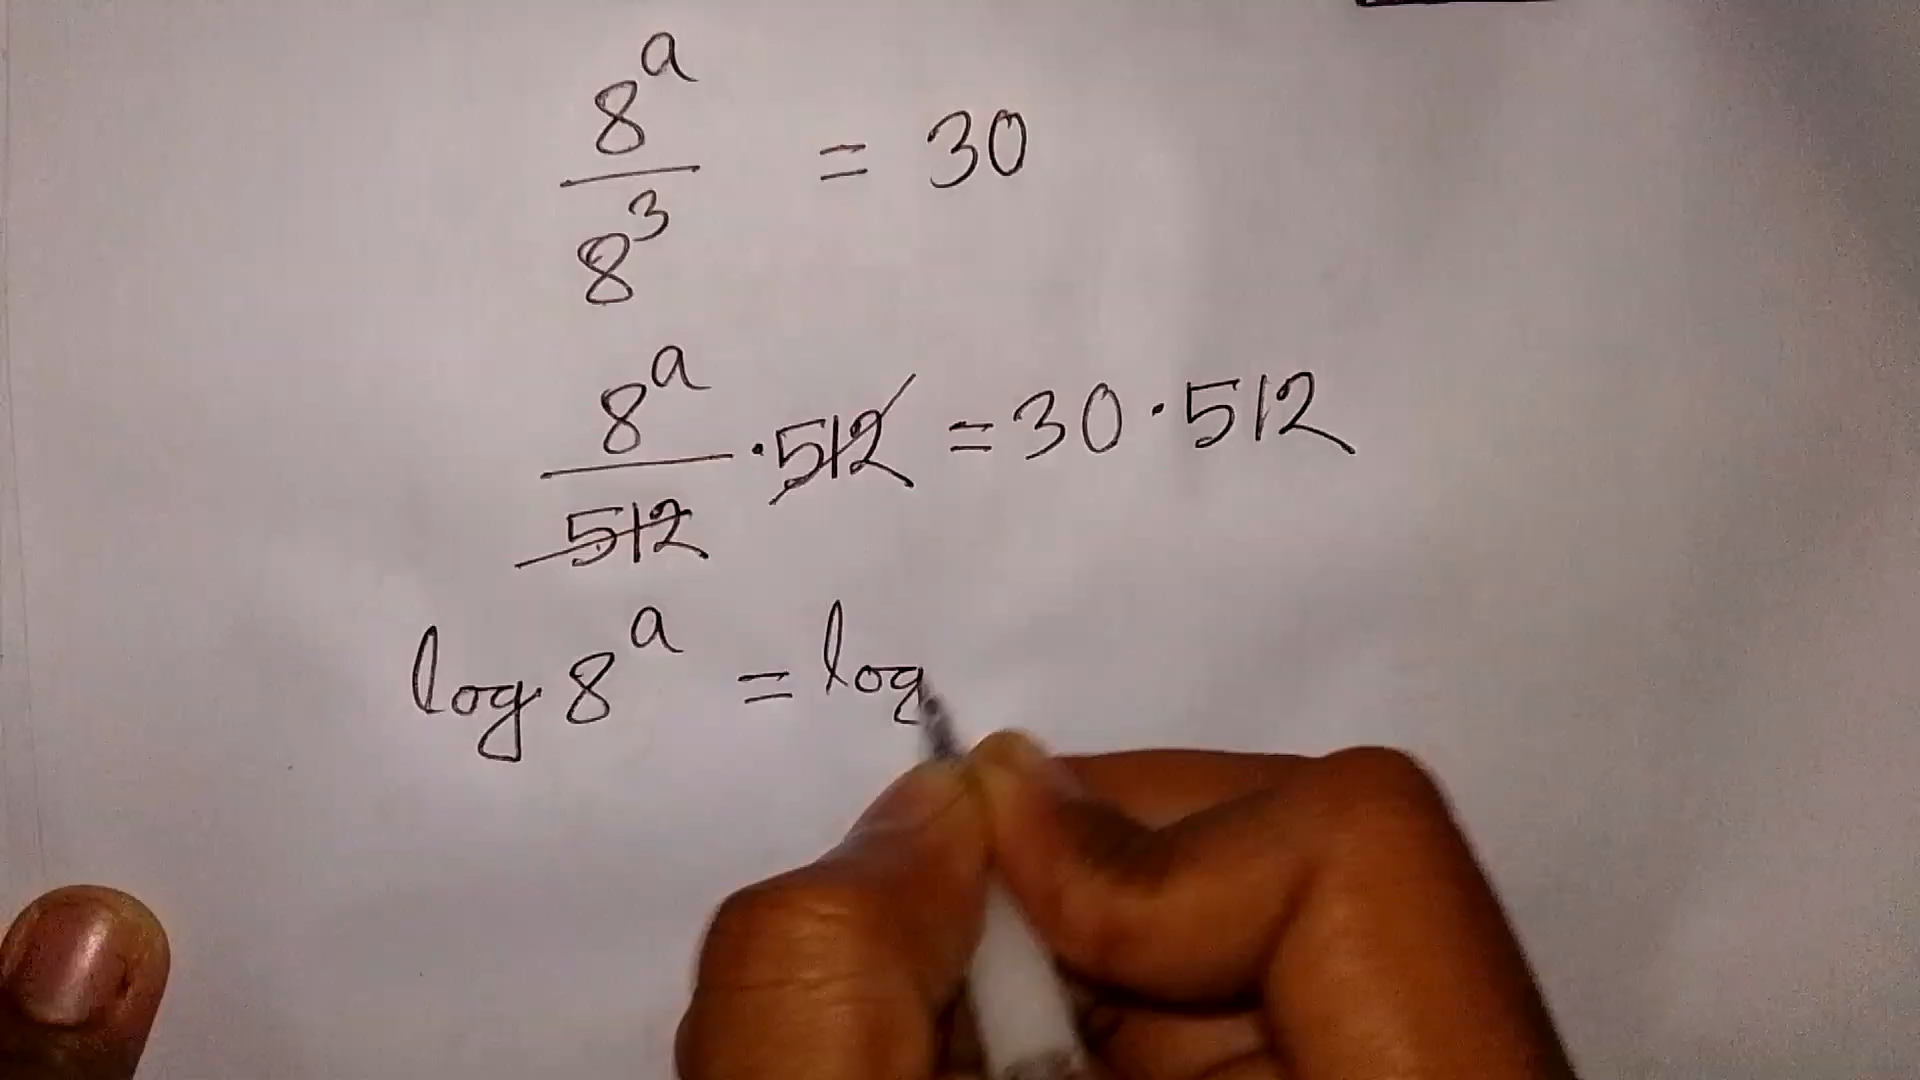 8^a / 8^3 = 30
8^a / 512 · 512 = 30 · 512
log 8^a = log